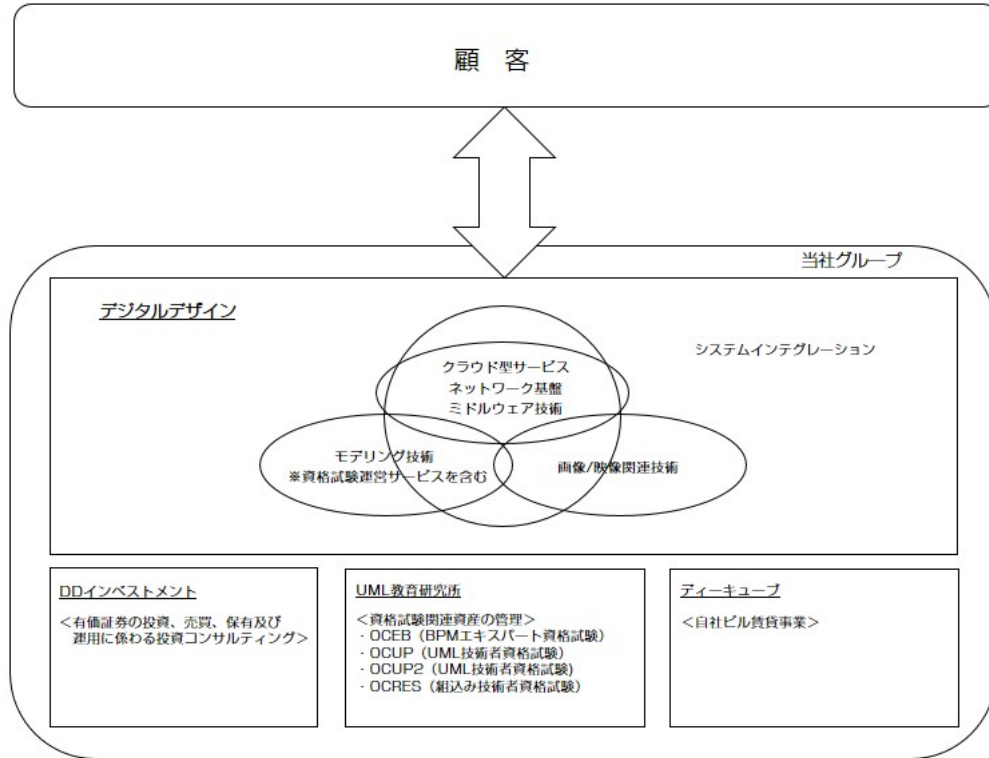 顧　客
当社グループ
デジタルデザイン
システムインテグレーション
クラウド型サービス
ネットワーク基盤
ミドルウェア技術
モデリング技術
※資格試験運営サービスを含む
画像/映像関連技術
DDインベストメント
＜有価証券の投資、売買、保有及び
運用に係わる投資コンサルティング＞
UML教育研究所
＜資格試験関連資産の管理＞
・OCEB（BPMエキスパート資格試験）
・OCUP（UML技術者資格試験）
・OCUP2（UML技術者資格試験)
・OCRES（組込み技術者資格試験）
ディーキューブ
＜自社ビル賃貸事業＞